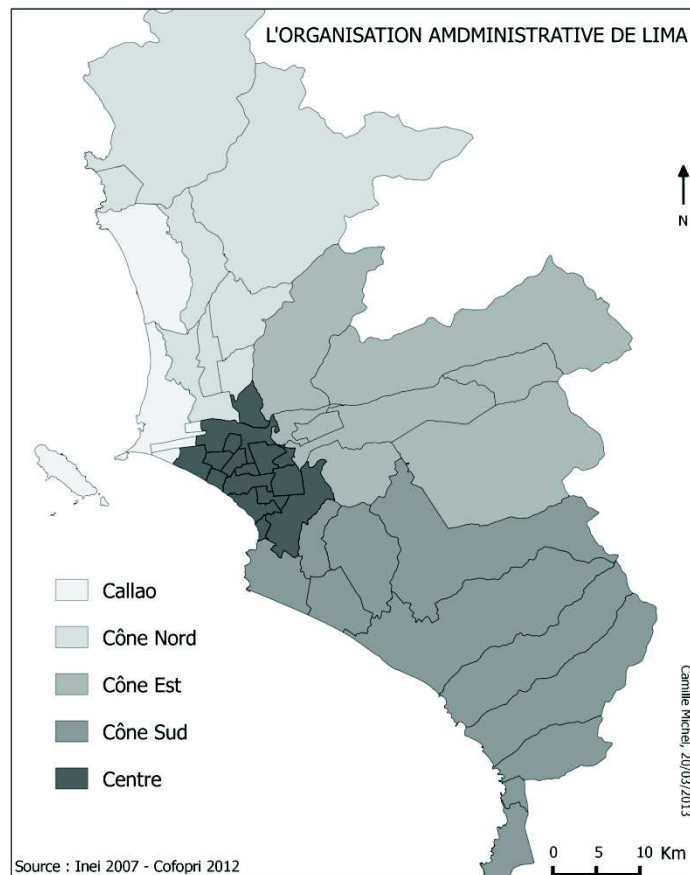 L'ORGANISATION AMDMINISTRATIVE DE LIMA
N
Callao
Cône Nord
Cône Est
Cône Sud
Centre
Camille Michel, 20/03/2013
Source : Inei 2007 - Cofopri 2012
0 5 10 Km